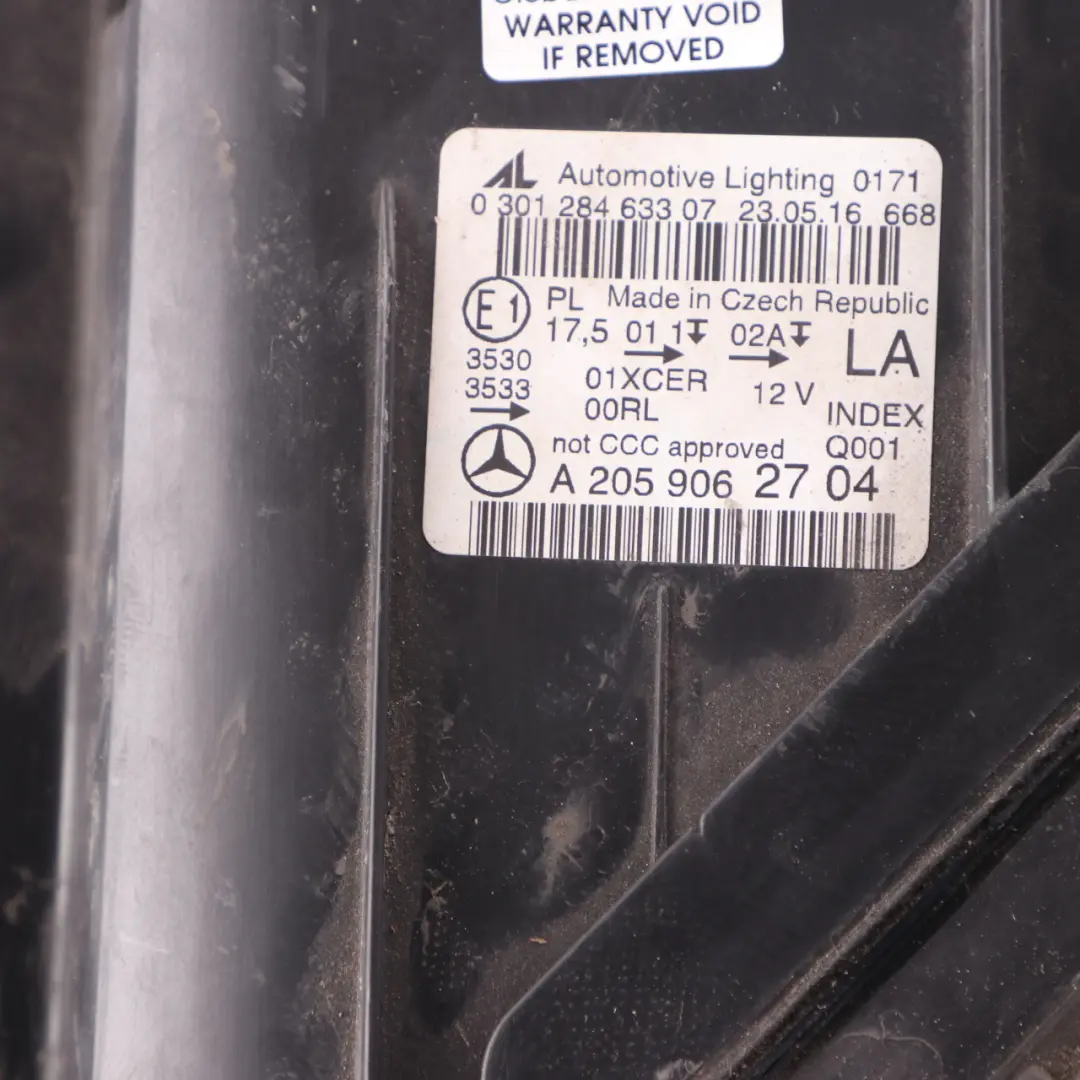 WARRANTY VOID
IF REMOVED
AL Automotive Lighting 0171
0 301 284 633 07 23.05.16 668
E1 PL Made in Czech Republic
17,5 01 1 02A LA
3530
3533 01XCER 12 V
00RL INDEX
not CCC approved Q001
A 205 906 27 04